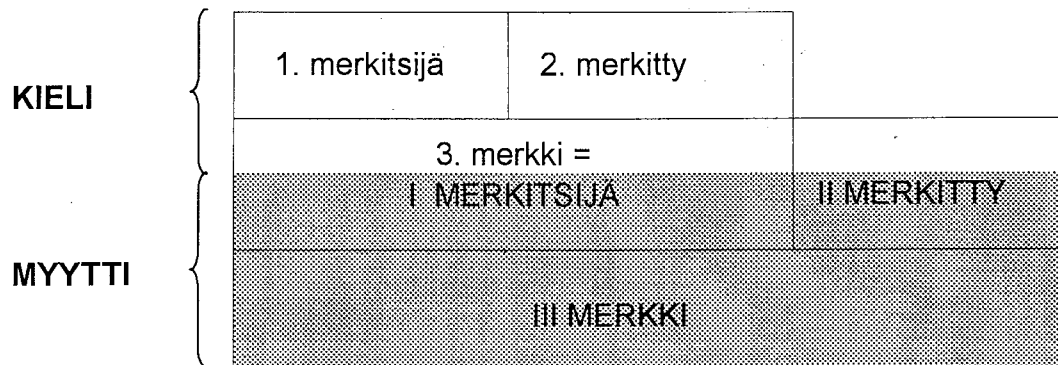 1. merkitsijä
2. merkitty
KIELI
3. merkki =
I MERKITSIJÄ
II MERKITTY
MYYTTI
III MERKKI